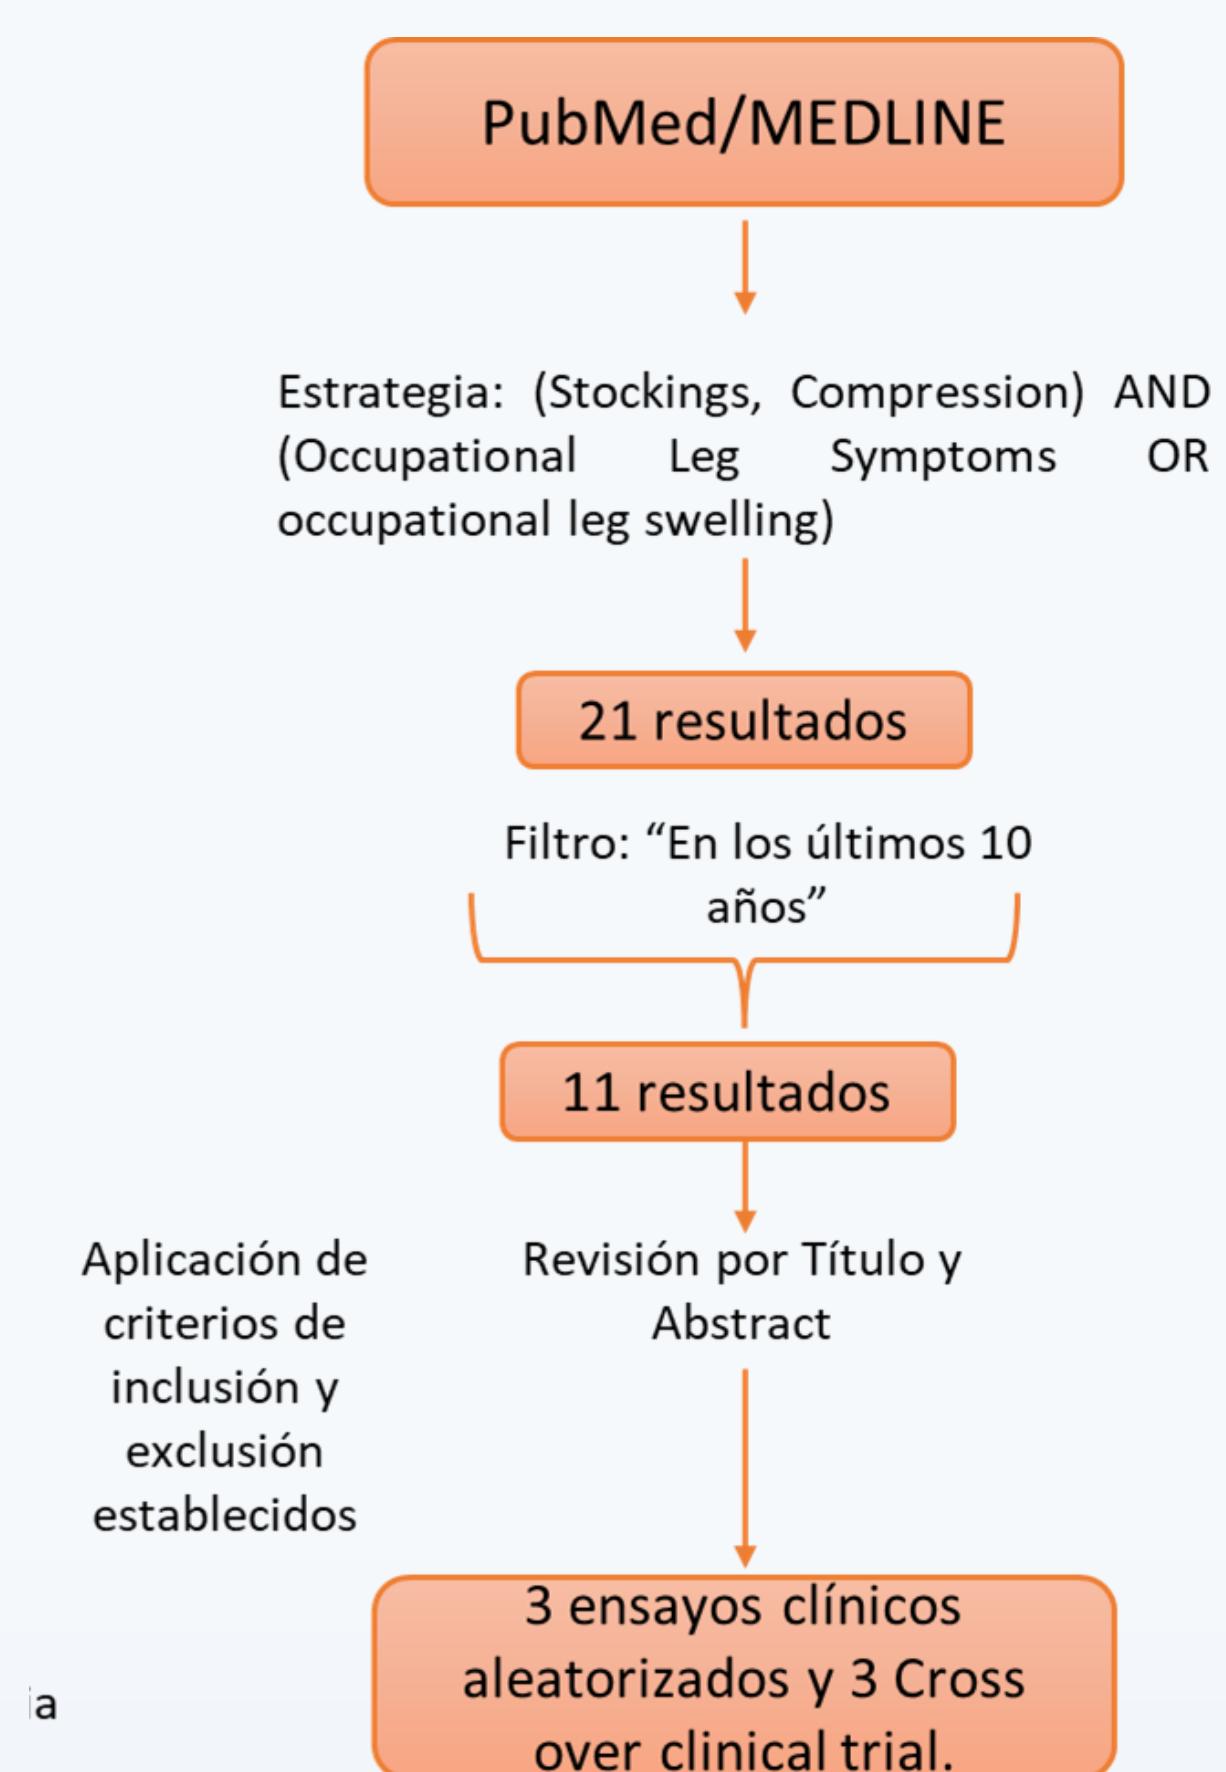 PubMed/MEDLINE
Estrategia: (Stockings, Compression) AND
(Occupational Leg Symptoms OR
occupational leg swelling)
21 resultados
Filtro: “En los últimos 10
años”
11 resultados
Aplicación de
criterios de
inclusión y
exclusión
establecidos
Revisión por Título y
Abstract
3 ensayos clínicos
aleatorizados y 3 Cross
over clinical trial.